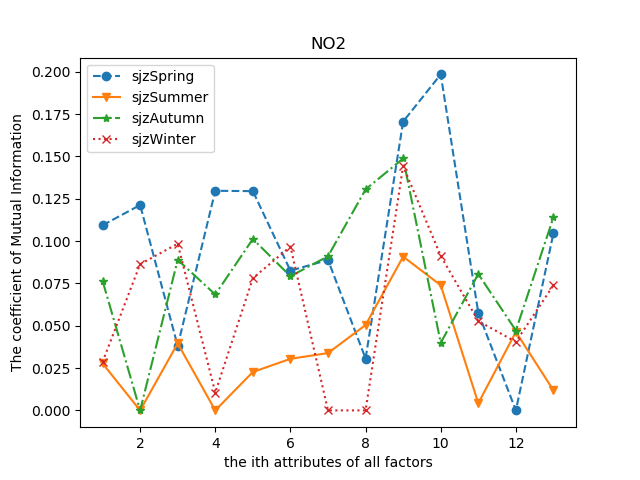 NO2
sjzSpring
sjzSummer
sjzAutumn
sjzWinter
The coefficient of Mutual Information
0.200
0.175
0.150
0.125
0.100
0.075
0.050
0.025
0.000
2 4 6 8 10 12
the ith attributes of all factors